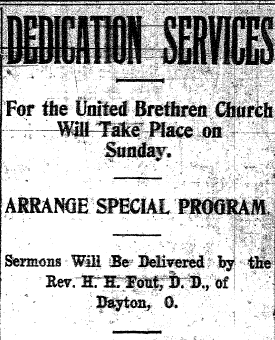 DEDICATION SERVICES
For the United Brethren Church
Will Take Place on
Sunday.
ARRANGE SPECIAL PROGRAM.
Sermons Will Be Delivered by the
Rev. H. H. Fout, D. D., of
Dayton, O.